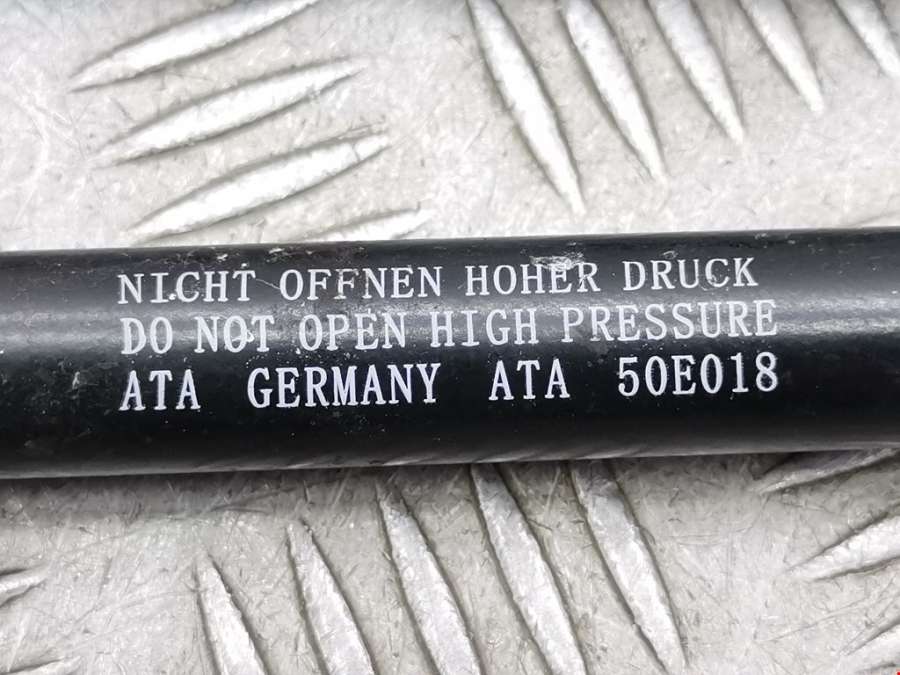 NICHT OFFNEN HOHER DRUCK
DO NOT OPEN HIGH PRESSURE
ATA GERMANY ATA 50E018